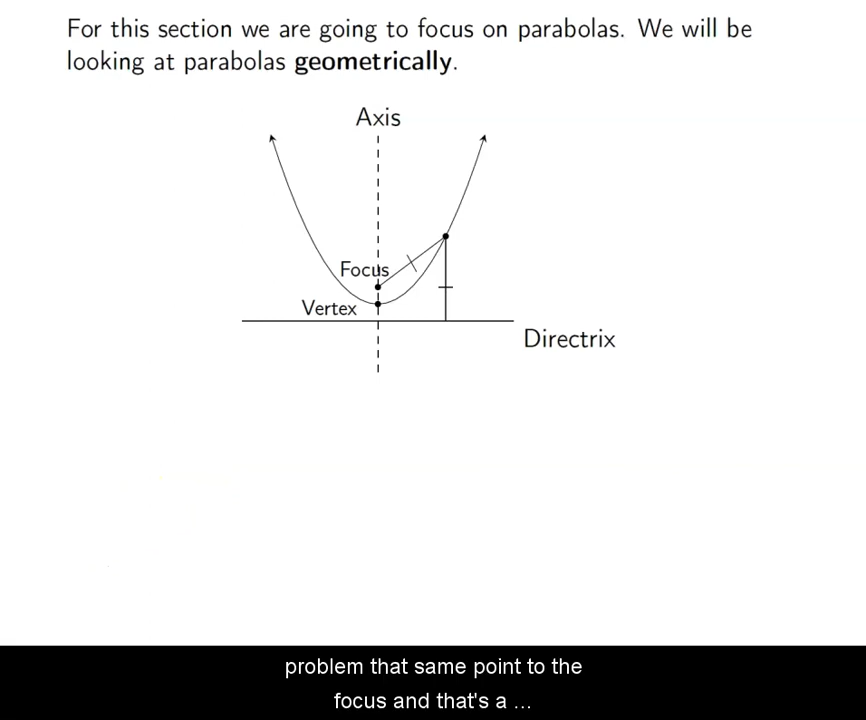 For this section we are going to focus on parabolas. We will be
looking at parabolas geometrically.
Axis
Focus
Vertex
Directrix
problem that same point to the
focus and that's a ...